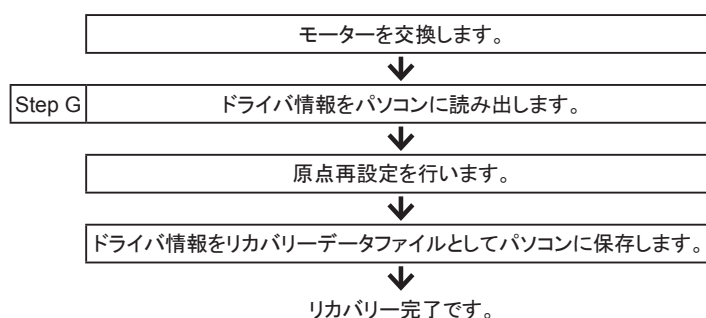 モーターを交換します。
Step G ドライバ情報をパソコンに読み出します。
原点再設定を行います。
ドライバ情報をリカバリーデータファイルとしてパソコンに保存します。
リカバリー完了です。